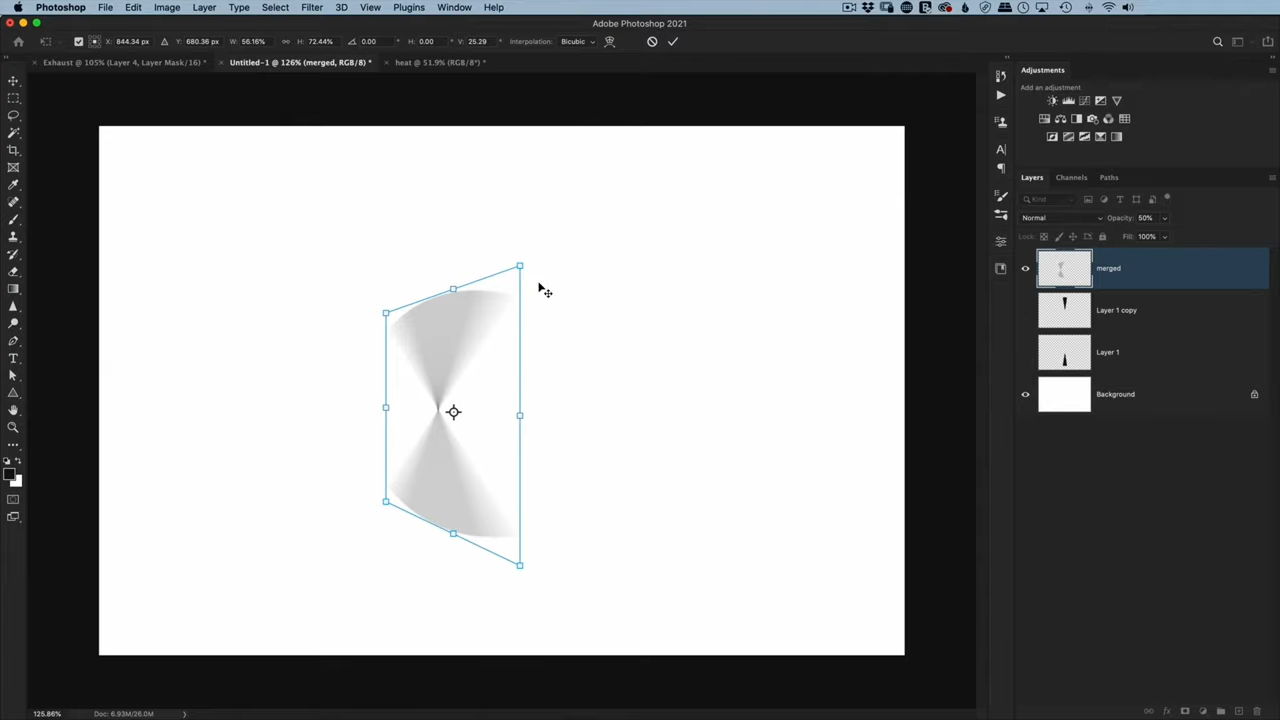 Photoshop File Edit Image Layer Type Select Filter 3D View Plugins Window Help
Adobe Photoshop 2021
X: 844.34 px Y: 680.36 px W: 56.16% H: 72.44% 0.00 ° H: 0.00 ° V: 25.29 ° Interpolation: Bicubic
Exhaust @ 105% (Layer 4, Layer Mask/16) * Untitled-1 @ 126% (merged, RGB/8) * heat @ 51.9% (RGB/8*) *
Adjustments
Add an adjustment
Layers Channels Paths
Kind
Normal Opacity: 50%
Lock: Fill: 100%
merged
Layer 1 copy
Layer 1
Background
125.86% Doc: 6.93M/26.0M